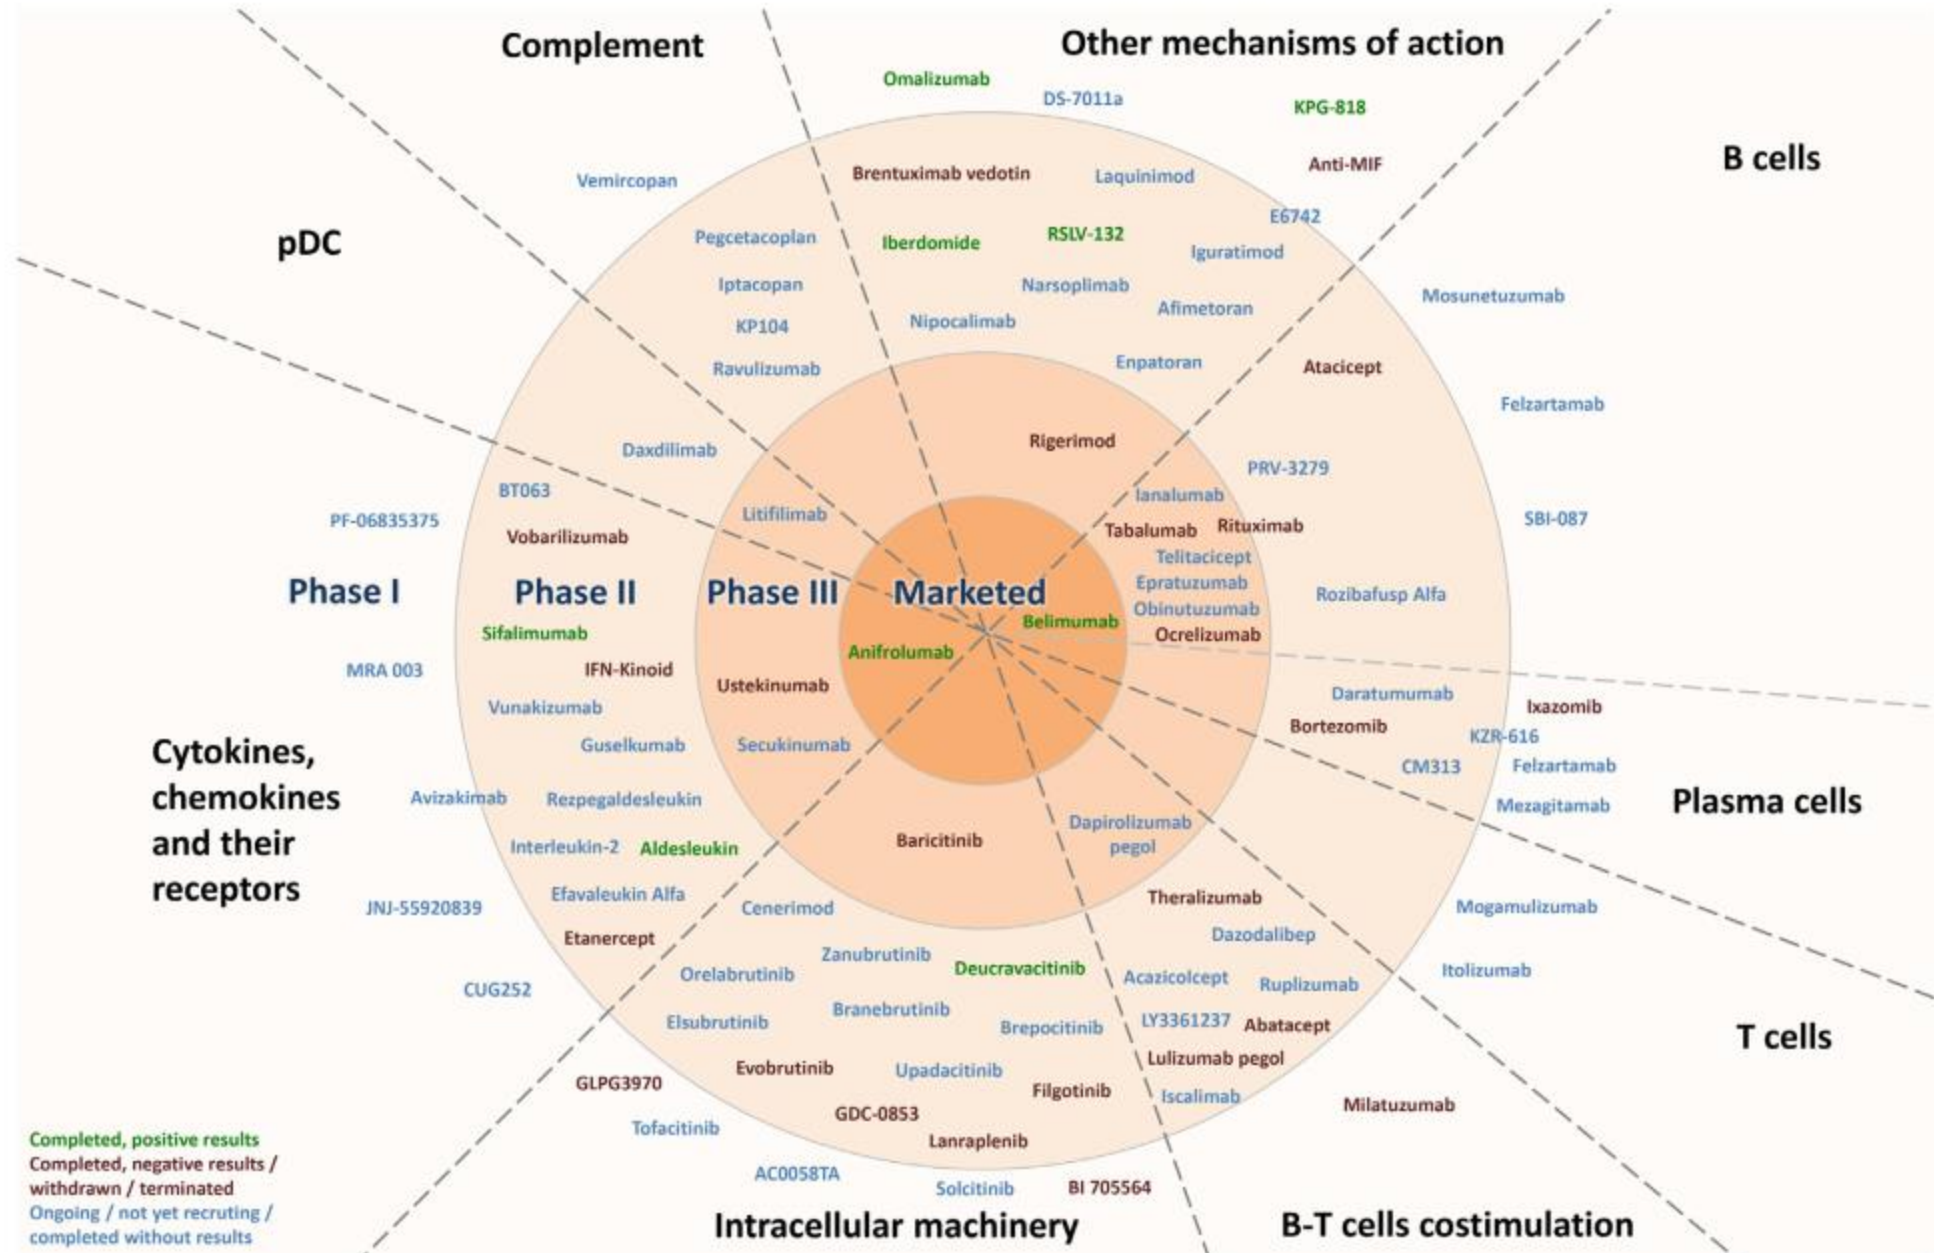 Complement
Other mechanisms of action
Omalizumab
DS-7011a
KPG-818
B cells
Anti-MIF
Vemircopan
Brentuximab vedotin
Laquinimod
E6742
pDC
Pegcetacoplan
Iberdomide
RSLV-132
Iguratimod
Iptacopan
Narsoplimab
Mosunetuzumab
KP104
Nipocalimab
Afimetoran
Ravulizumab
Enpatoran
Atacicept
Felzartamab
Daxdilimab
Rigerimod
PRV-3279
BT063
Ianalumab
PF-06835375
Litifilimab
Tabalumab
Rituximab
SBI-087
Vobarilizumab
Telitacicept
Epratuzumab
Phase I
Phase II
Phase III
Marketed
Rozibafusp Alfa
Obinutuzumab
Belimumab
Sifalimumab
Ocrelizumab
Anifrolumab
MRA 003
IFN-Kinoid
Ustekinumab
Daratumumab
Vunakizumab
Ixazomib
Bortezomib
KZR-616
Guselkumab
Secukinumab
CM313
Felzartamab
Cytokines,
chemokines
and their
receptors
Avizakimab
Rezpegaldesleukin
Mezagitamab
Plasma cells
Dapirolizumab
pegol
Baricitinib
Interleukin-2
Aldesleukin
Efavaleukin Alfa
Theralizumab
JNJ-55920839
Cenerimod
Mogamulizumab
Etanercept
Dazodalibep
Zanubrutinib
Deucravacitinib
Orelabrutinib
Acazicolcept
Ruplizumab
Itolizumab
CUG252
Branebrutinib
Elsubrutinib
Brepocitinib
LY3361237
Abatacept
T cells
Evobrutinib
Upadacitinib
Lulizumab pegol
GLPG3970
Filgotinib
Iscalimab
Milatuzumab
GDC-0853
Tofacitinib
Lanraplenib
AC0058TA
Solcitinib
BI 705564
Intracellular machinery
B-T cells costimulation
Completed, positive results
Completed, negative results /
withdrawn / terminated
Ongoing / not yet recruting /
completed without results